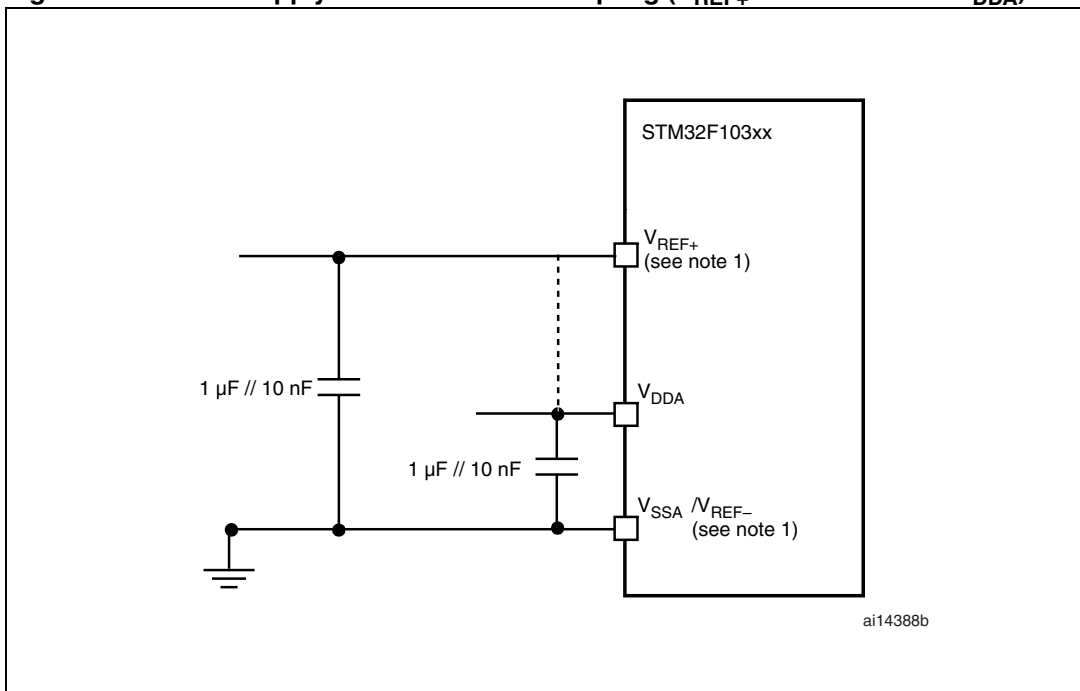 STM32F103xx
VREF+
(see note 1)
1 µF // 10 nF
VDDA
1 µF // 10 nF
VSSA /VREF–
(see note 1)
ai14388b